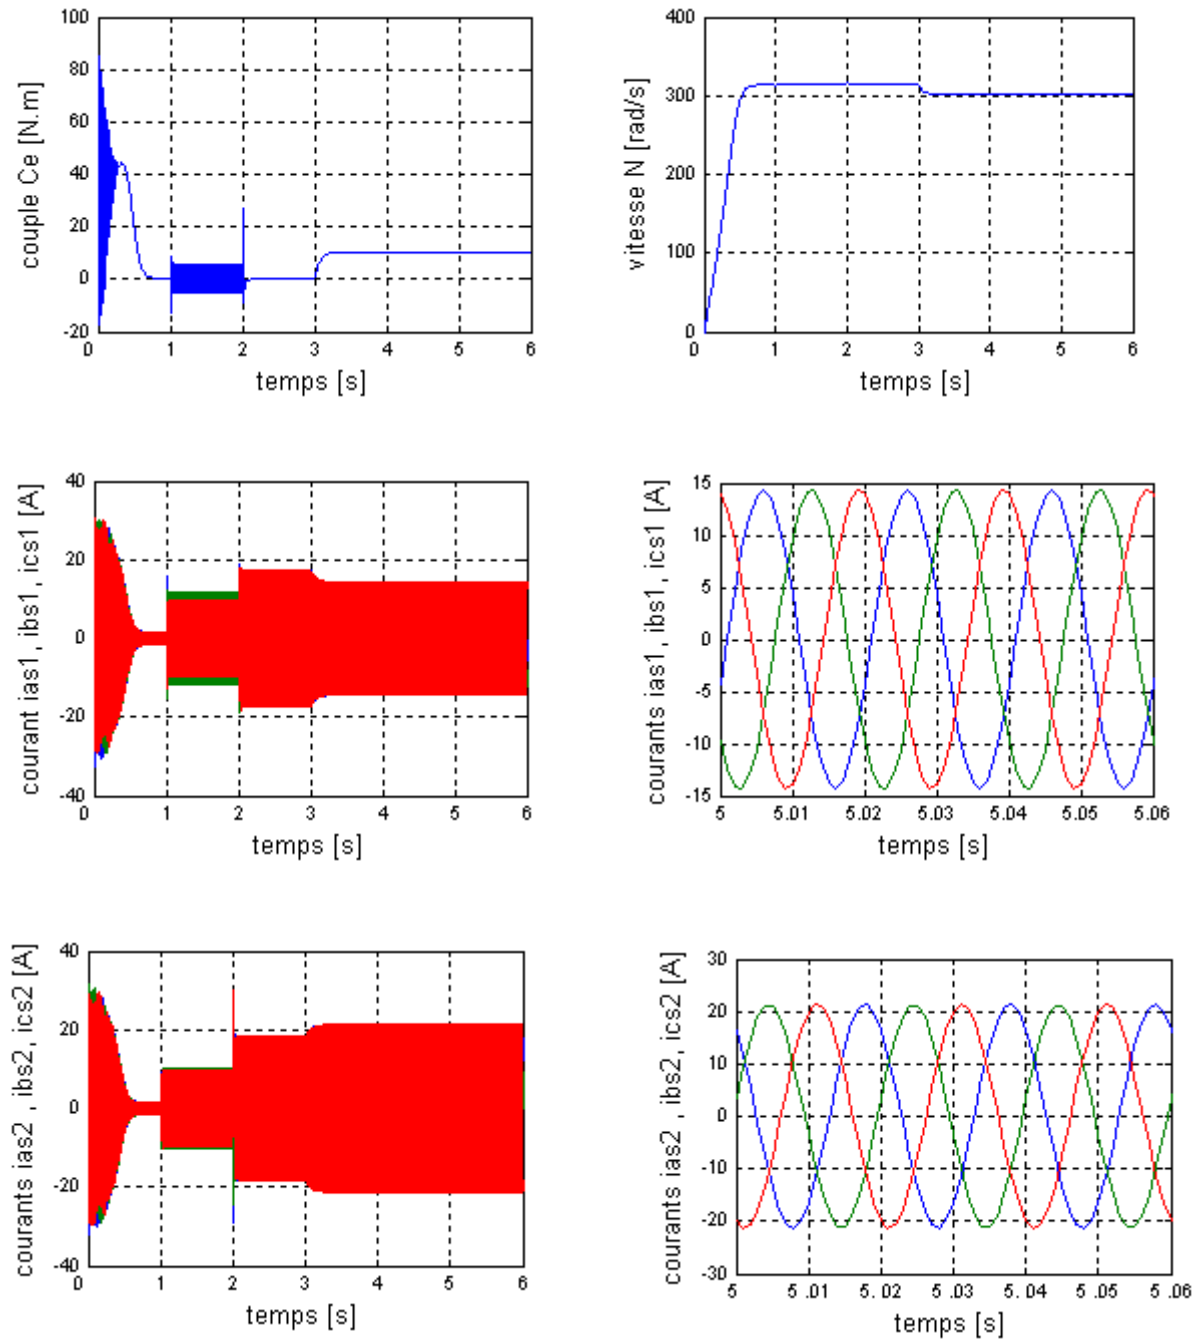 couple Ce [N.m]
100
80
60
40
20
0
-20
0 1 2 3 4 5 6
temps [s]
vitesse N [rad/s]
400
300
200
100
0
0 1 2 3 4 5 6
temps [s]
courant ias1, ibs1, ics1 [A]
40
20
0
-20
-40
0 1 2 3 4 5 6
temps [s]
courants ias1, ibs1, ics1 [A]
15
10
5
0
-5
-10
-15
5 5.01 5.02 5.03 5.04 5.05 5.06
temps [s]
courants ias2 , ibs2, ics2 [A]
40
20
0
-20
-40
0 1 2 3 4 5 6
temps [s]
courants ias2 , ibs2, ics2 [A]
30
20
10
0
-10
-20
-30
5 5 .01 5 .02 5 .03 5. 04 5 .05 5 .06
temps [s]